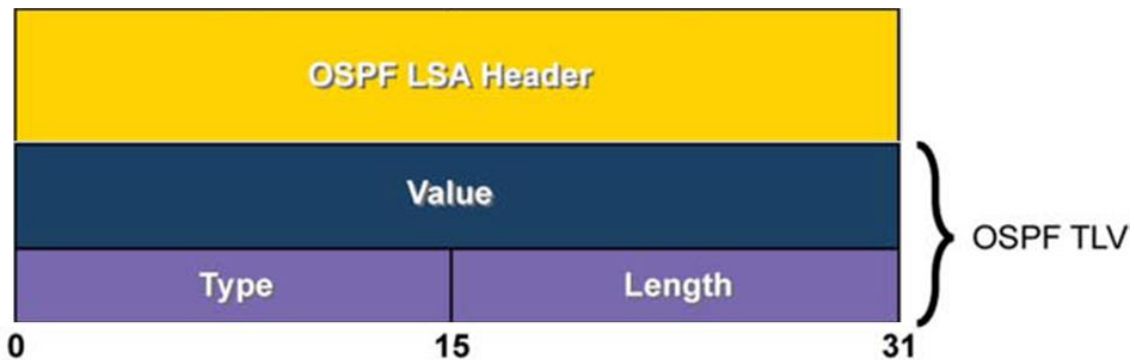 OSPF LSA Header
Value
OSPF TLV
Type Length
0 15 31